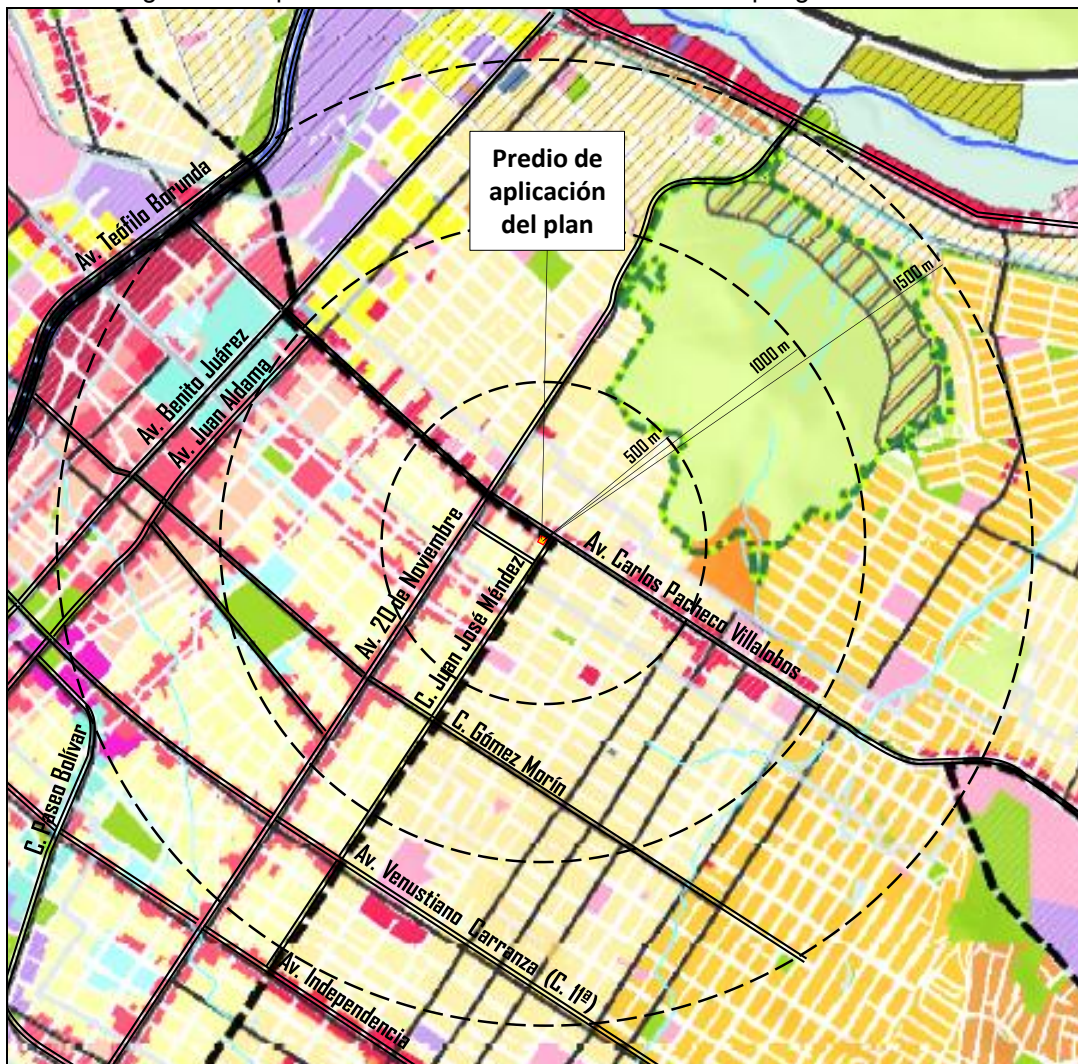 Predio de
aplicación
del plan
Av. Teófilo Borunda
1500 m
1000 m
Av. Benito Juárez
Av. Juan Aldama
500 m
Av. 20 de Noviembre
Av. Carlos Pacheco Villalobos
C. Juan José Méndez
C. Gómez Morín
C. Paseo Bolívar
Av. Venustiano Carranza (C. 11ª)
Av. Independencia